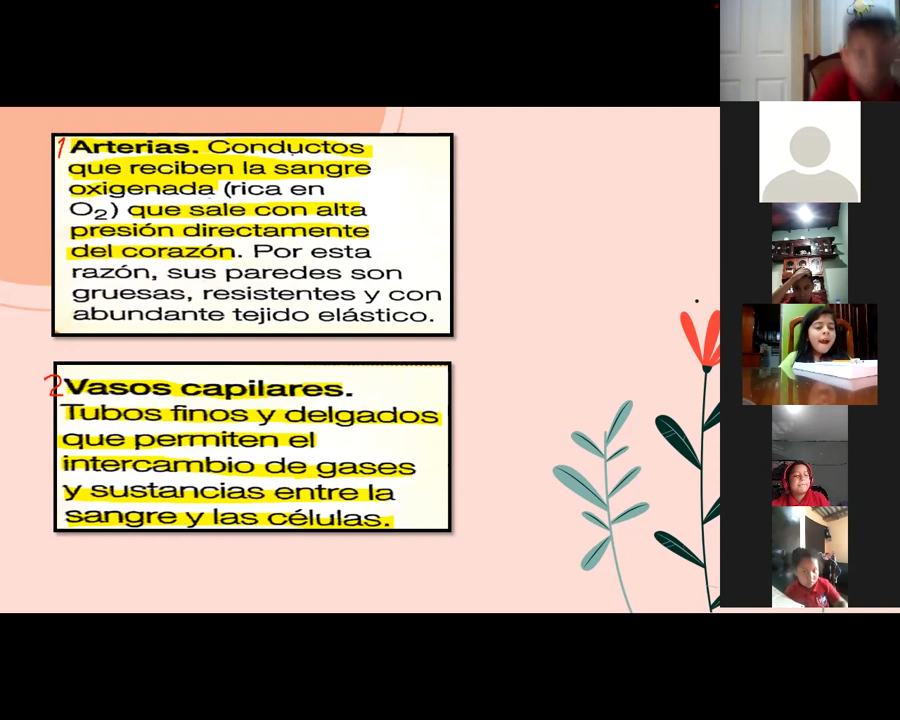 1 Arterias. Conductos
que reciben la sangre
oxigenada (rica en
O₂) que sale con alta
presión directamente
del corazón. Por esta
razón, sus paredes son
gruesas, resistentes y con
abundante tejido elástico.
2 Vasos capilares.
Tubos finos y delgados
que permiten el
intercambio de gases
y sustancias entre la
sangre y las células.